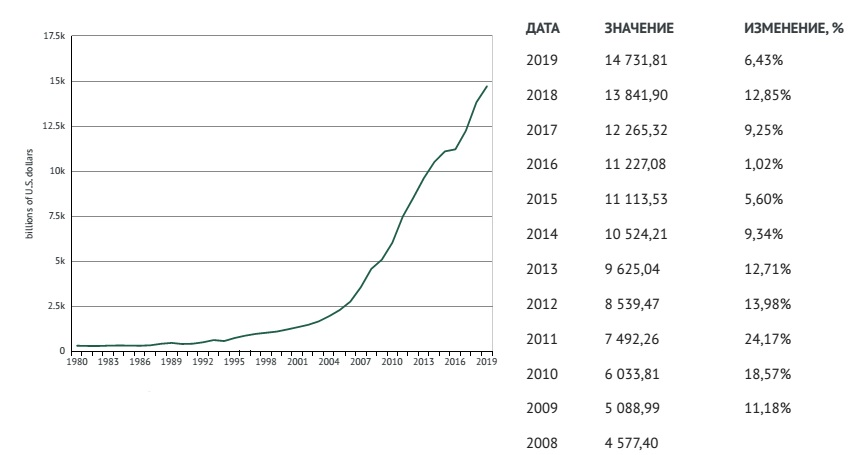 17.5k
15k
12.5k
10k
7.5k
5k
2.5k
0
billions of U.S. dollars
1980 1983 1986 1989 1992 1995 1998 2001 2004 2007 2010 2013 2016 2019
ДАТА ЗНАЧЕНИЕ ИЗМЕНЕНИЕ, %
2019 14 731,81 6,43%
2018 13 841,90 12,85%
2017 12 265,32 9,25%
2016 11 227,08 1,02%
2015 11 113,53 5,60%
2014 10 524,21 9,34%
2013 9 625,04 12,71%
2012 8 539,47 13,98%
2011 7 492,26 24,17%
2010 6 033,81 18,57%
2009 5 088,99 11,18%
2008 4 577,40